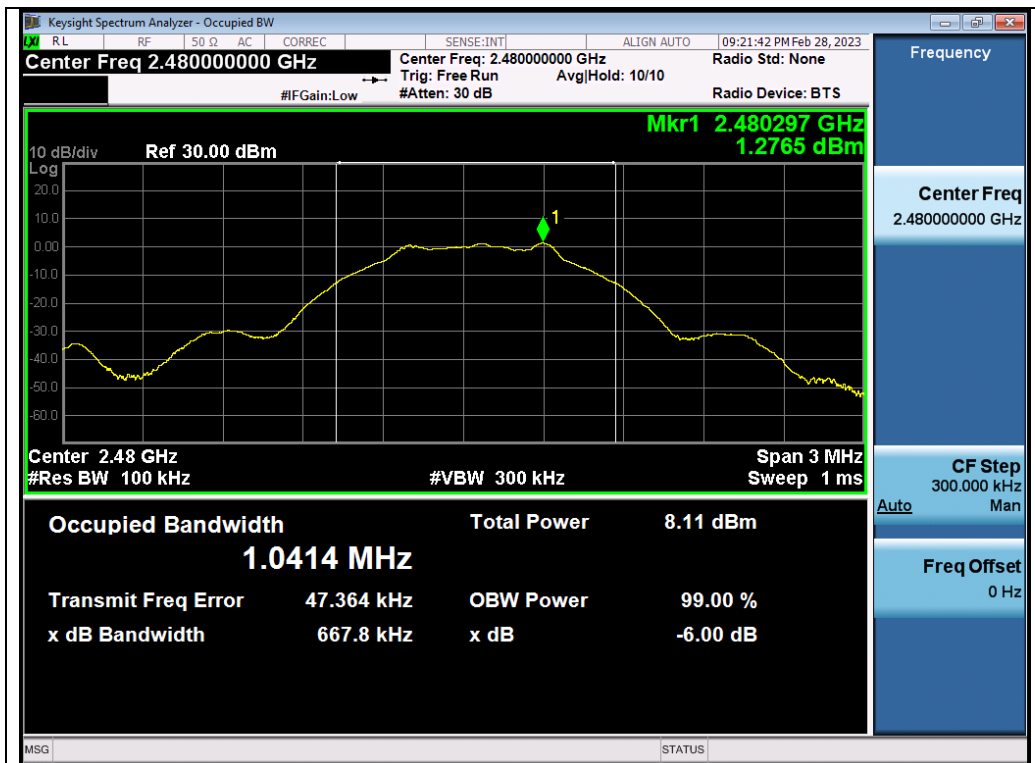 Keysight Spectrum Analyzer - Occupied BW
LXI RL RF 50 Ω AC CORREC SENSE:INT ALIGN AUTO 09:21:42 PM Feb 28, 2023
Center Freq 2.480000000 GHz
Center Freq: 2.480000000 GHz Radio Std: None
Trig: Free Run Avg|Hold: 10/10
#IFGain:Low #Atten: 30 dB Radio Device: BTS
Mkr1 2.480297 GHz
1.2765 dBm
10 dB/div Ref 30.00 dBm
Log
20.0
10.0
0.00
-10.0
-20.0
-30.0
-40.0
-50.0
-60.0
1
Center 2.48 GHz Span 3 MHz
#Res BW 100 kHz #VBW 300 kHz Sweep 1 ms
Occupied Bandwidth Total Power 8.11 dBm
1.0414 MHz
Transmit Freq Error 47.364 kHz OBW Power 99.00 %
x dB Bandwidth 667.8 kHz x dB -6.00 dB
Frequency
Center Freq
2.480000000 GHz
CF Step
300.000 kHz
Auto Man
Freq Offset
0 Hz
MSG STATUS